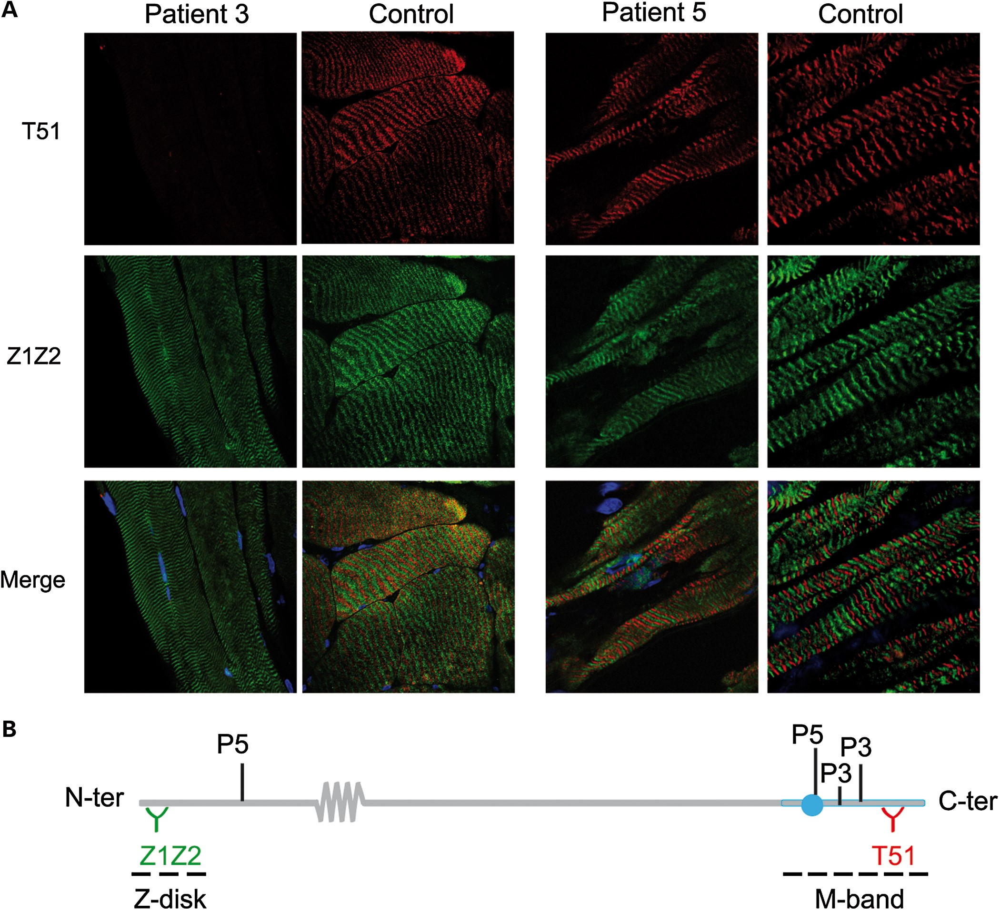 A
Patient 3 Control Patient 5 Control
T51
Z1Z2
Merge
B
P5 P5 P3
P3
N-ter C-ter
Z1Z2 T51
Z-disk M-band